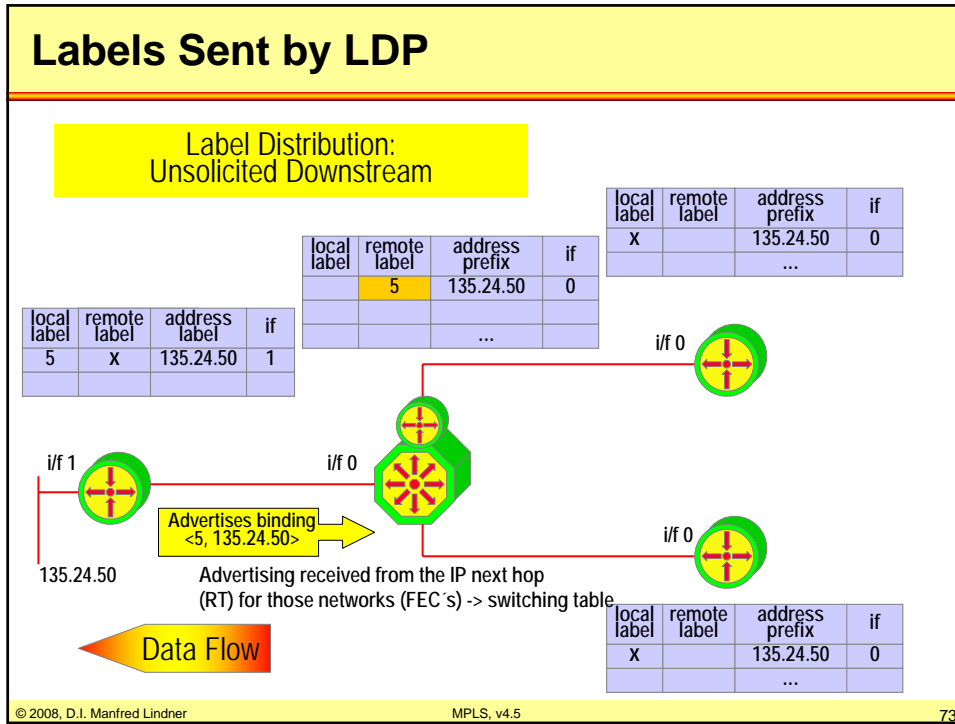 Labels Sent by LDP
Label Distribution:
Unsolicited Downstream
local label remote label address prefix if
X 135.24.50 0
...
local label remote label address prefix if
5 135.24.50 0
...
local label remote label address label if
5 X 135.24.50 1
i/f 0
i/f 1
i/f 0
Advertises binding
<5, 135.24.50>
i/f 0
135.24.50
Advertising received from the IP next hop
(RT) for those networks (FEC´s) -> switching table
local label remote label address prefix if
X 135.24.50 0
...
Data Flow
© 2008, D.I. Manfred Lindner MPLS, v4.5 73